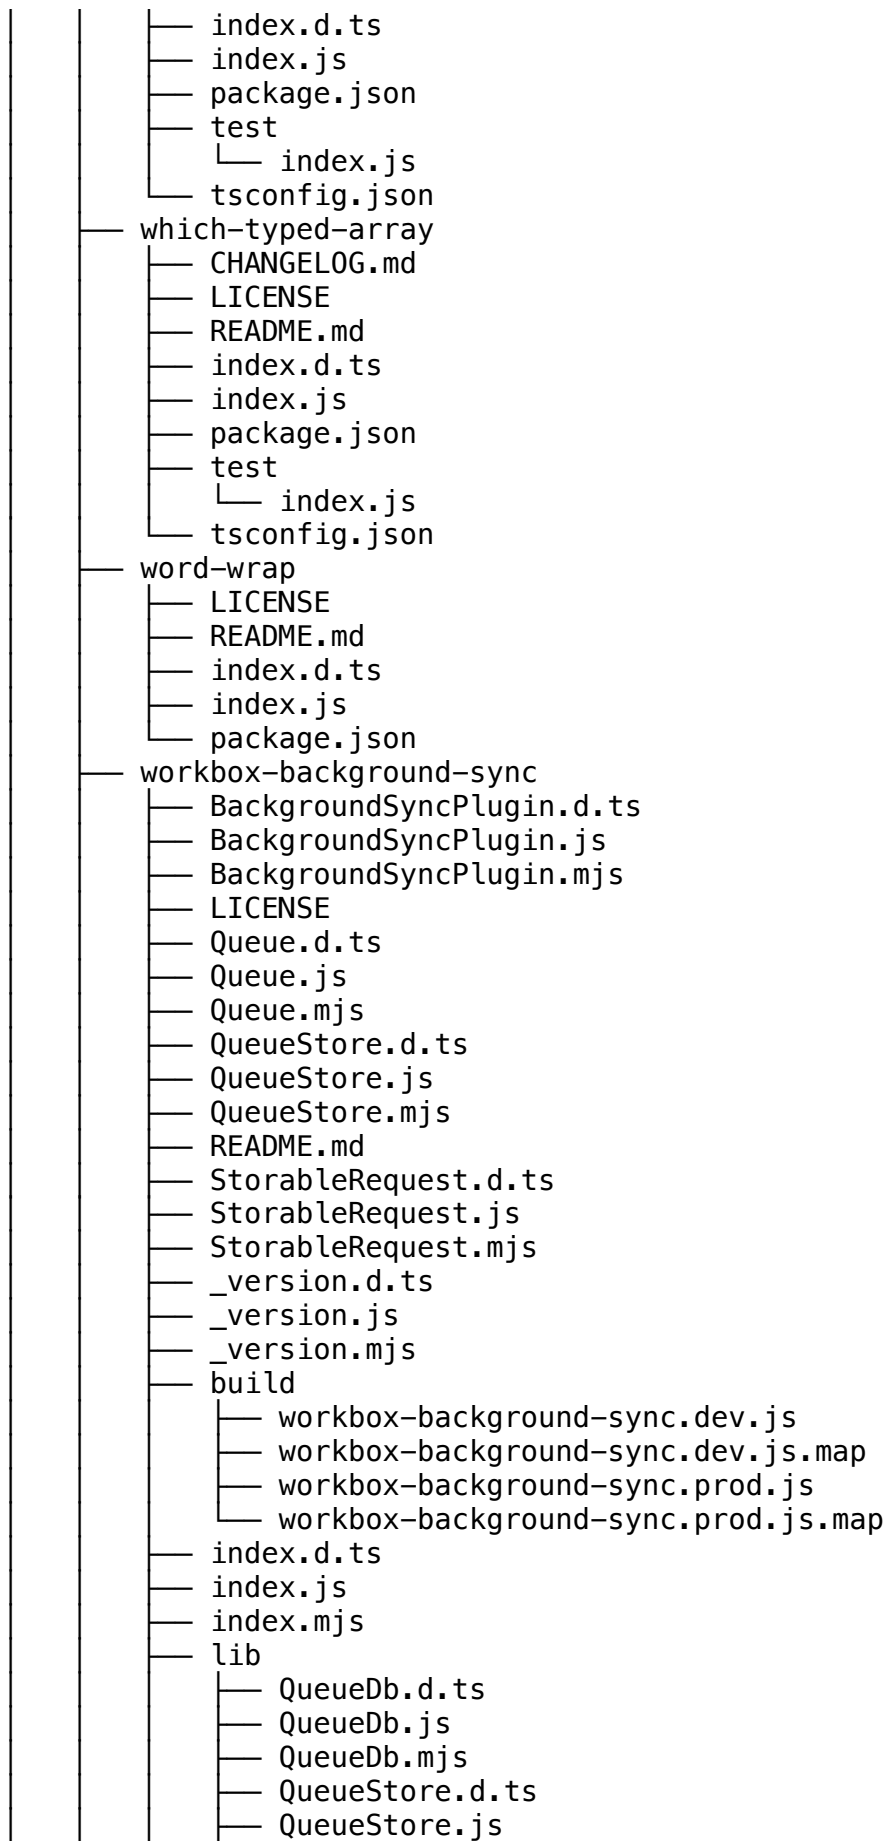 │   │   ├── index.d.ts
│   │   ├── index.js
│   │   ├── package.json
│   │   ├── test
│   │   │   └── index.js
│   │   └── tsconfig.json
│   ├── which-typed-array
│   │   ├── CHANGELOG.md
│   │   ├── LICENSE
│   │   ├── README.md
│   │   ├── index.d.ts
│   │   ├── index.js
│   │   ├── package.json
│   │   ├── test
│   │   │   └── index.js
│   │   └── tsconfig.json
│   ├── word-wrap
│   │   ├── LICENSE
│   │   ├── README.md
│   │   ├── index.d.ts
│   │   ├── index.js
│   │   └── package.json
│   ├── workbox-background-sync
│   │   ├── BackgroundSyncPlugin.d.ts
│   │   ├── BackgroundSyncPlugin.js
│   │   ├── BackgroundSyncPlugin.mjs
│   │   ├── LICENSE
│   │   ├── Queue.d.ts
│   │   ├── Queue.js
│   │   ├── Queue.mjs
│   │   ├── QueueStore.d.ts
│   │   ├── QueueStore.js
│   │   ├── QueueStore.mjs
│   │   ├── README.md
│   │   ├── StorableRequest.d.ts
│   │   ├── StorableRequest.js
│   │   ├── StorableRequest.mjs
│   │   ├── _version.d.ts
│   │   ├── _version.js
│   │   ├── _version.mjs
│   │   ├── build
│   │   │   ├── workbox-background-sync.dev.js
│   │   │   ├── workbox-background-sync.dev.js.map
│   │   │   ├── workbox-background-sync.prod.js
│   │   │   └── workbox-background-sync.prod.js.map
│   │   ├── index.d.ts
│   │   ├── index.js
│   │   ├── index.mjs
│   │   ├── lib
│   │   │   ├── QueueDb.d.ts
│   │   │   ├── QueueDb.js
│   │   │   ├── QueueDb.mjs
│   │   │   ├── QueueStore.d.ts
│   │   │   ├── QueueStore.js